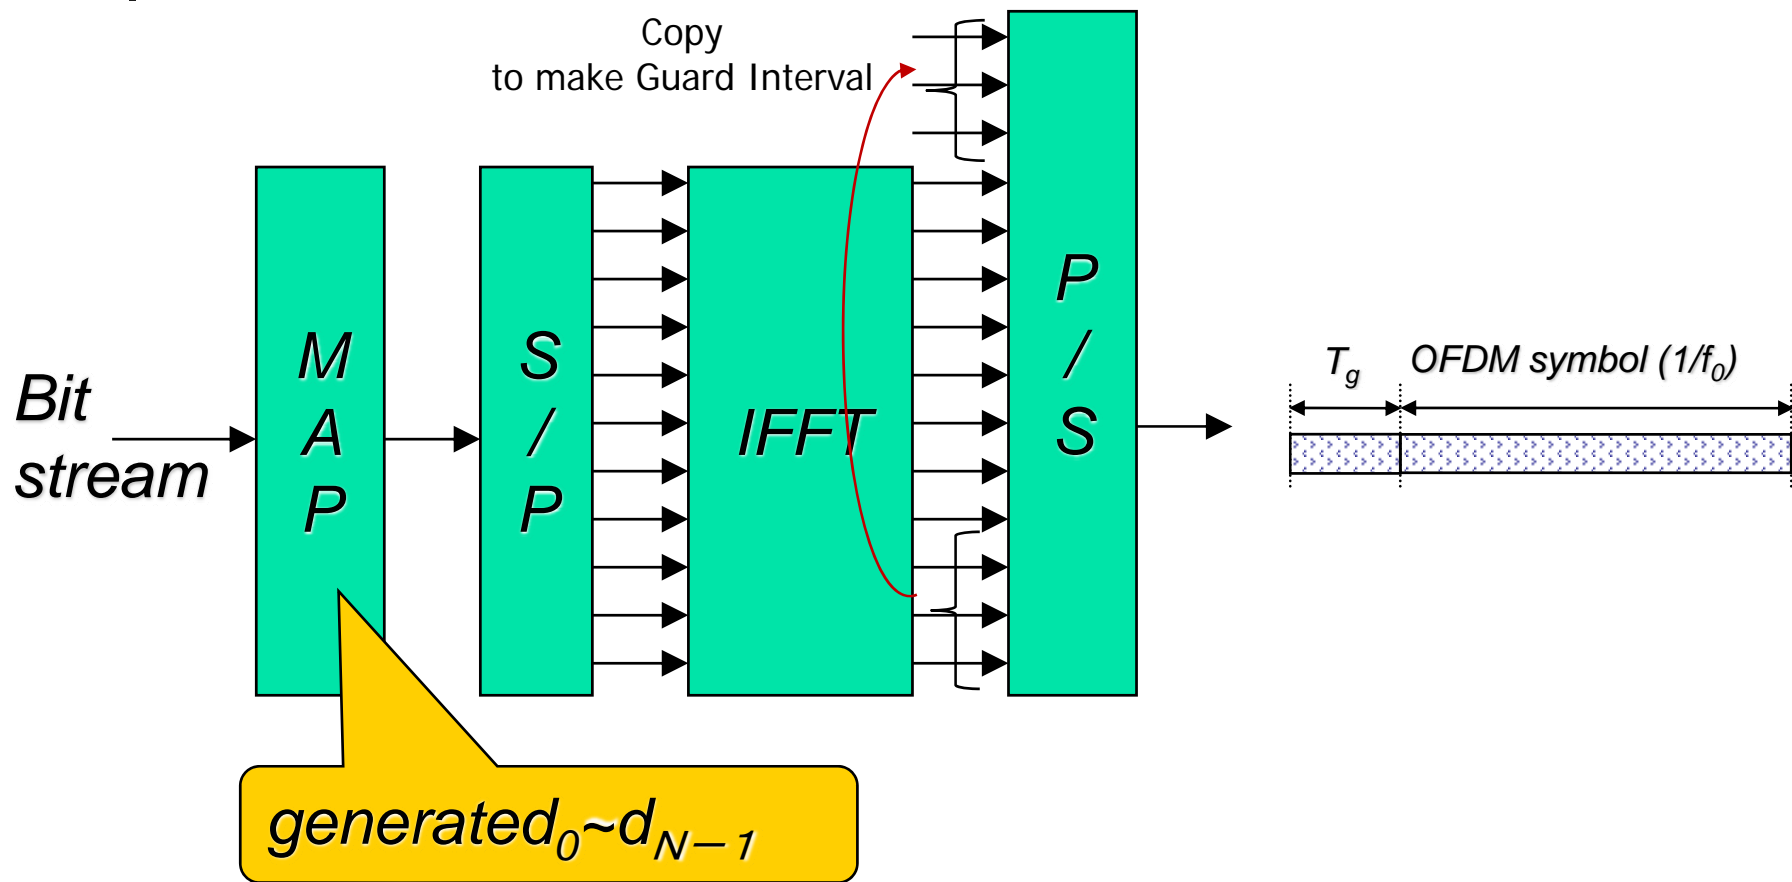 Copy
to make Guard Interval
Bit
stream
M
A
P
S
/
P
IFFT
P
/
S
Tg
OFDM symbol (1/f0)
generated0~dN−1